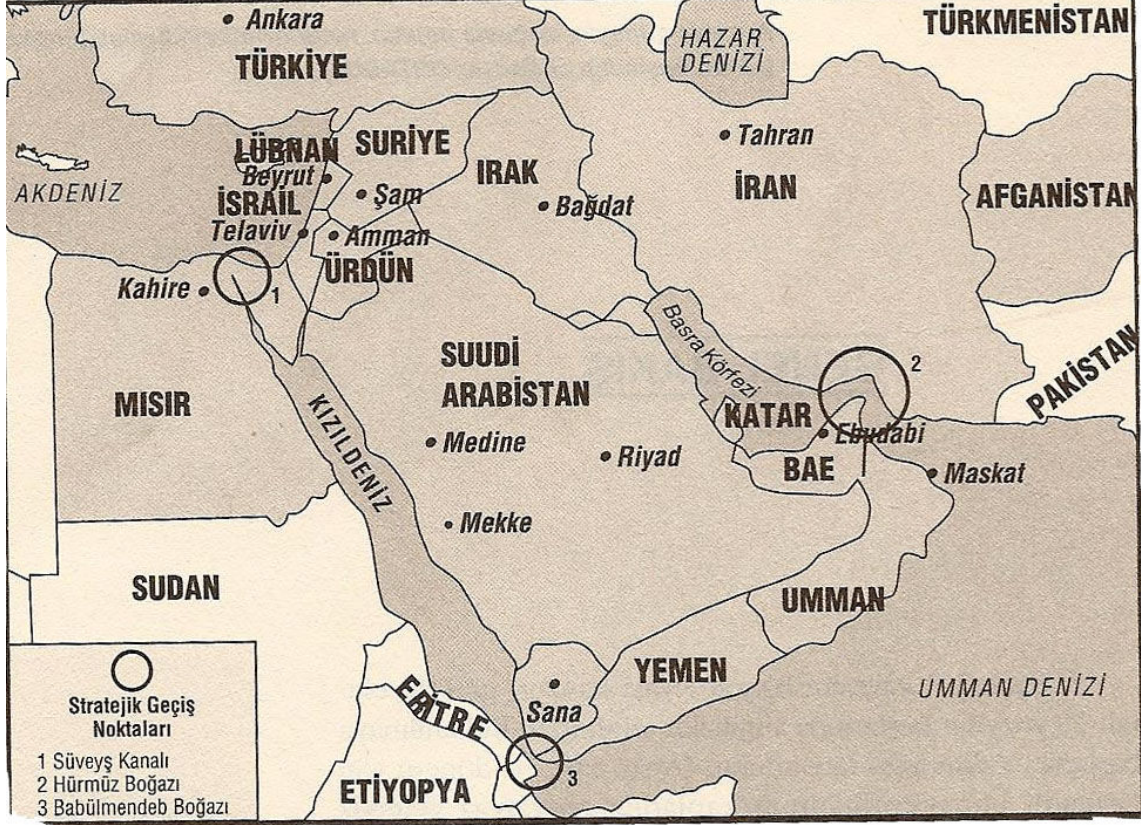 Ankara
TÜRKİYE
HAZAR
DENİZİ
TÜRKMENİSTAN
Tahran
İRAN
AFGANİSTAN
LÜBNAN
Beyrut
SURİYE
Şam
IRAK
Bağdat
AKDENİZ
İSRAİL
Telaviv
Amman
ÜRDÜN
Kahire
1
MISIR
KIZILDENİZ
SUUDİ
ARABİSTAN
Medine
Riyad
Mekke
Basra Körfezi
2
KATAR
Ebudabi
BAE
Maskat
PAKİSTAN
SUDAN
UMMAN
YEMEN
UMMAN DENİZİ
Sana
ERİTRE
ETİYOPYA
3
Stratejik Geçiş
Noktaları
1 Süveyş Kanalı
2 Hürmüz Boğazı
3 Babülmendeb Boğazı